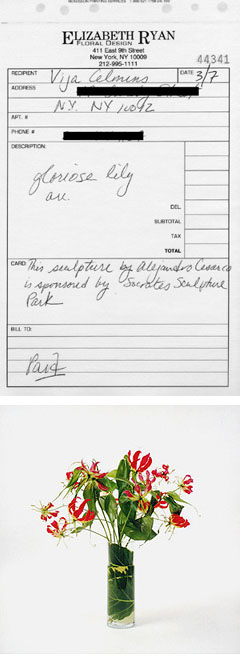 ELIZABETH RYAN
FLORAL DESIGN
411 East 9th Street
New York, NY 10009
212-995-1111
44341
RECIPIENT Vija Celmins DATE 3/7
ADDRESS
NY. NY 10012
APT. #
PHONE #
DESCRIPTION:
gloriose lily
arr.
DEL.
SUBTOTAL
TAX
TOTAL
CARD: This sculpture by Alejandro Cesarco
is sponsored by Socrates Sculpture
Park
BILL TO:
Paid